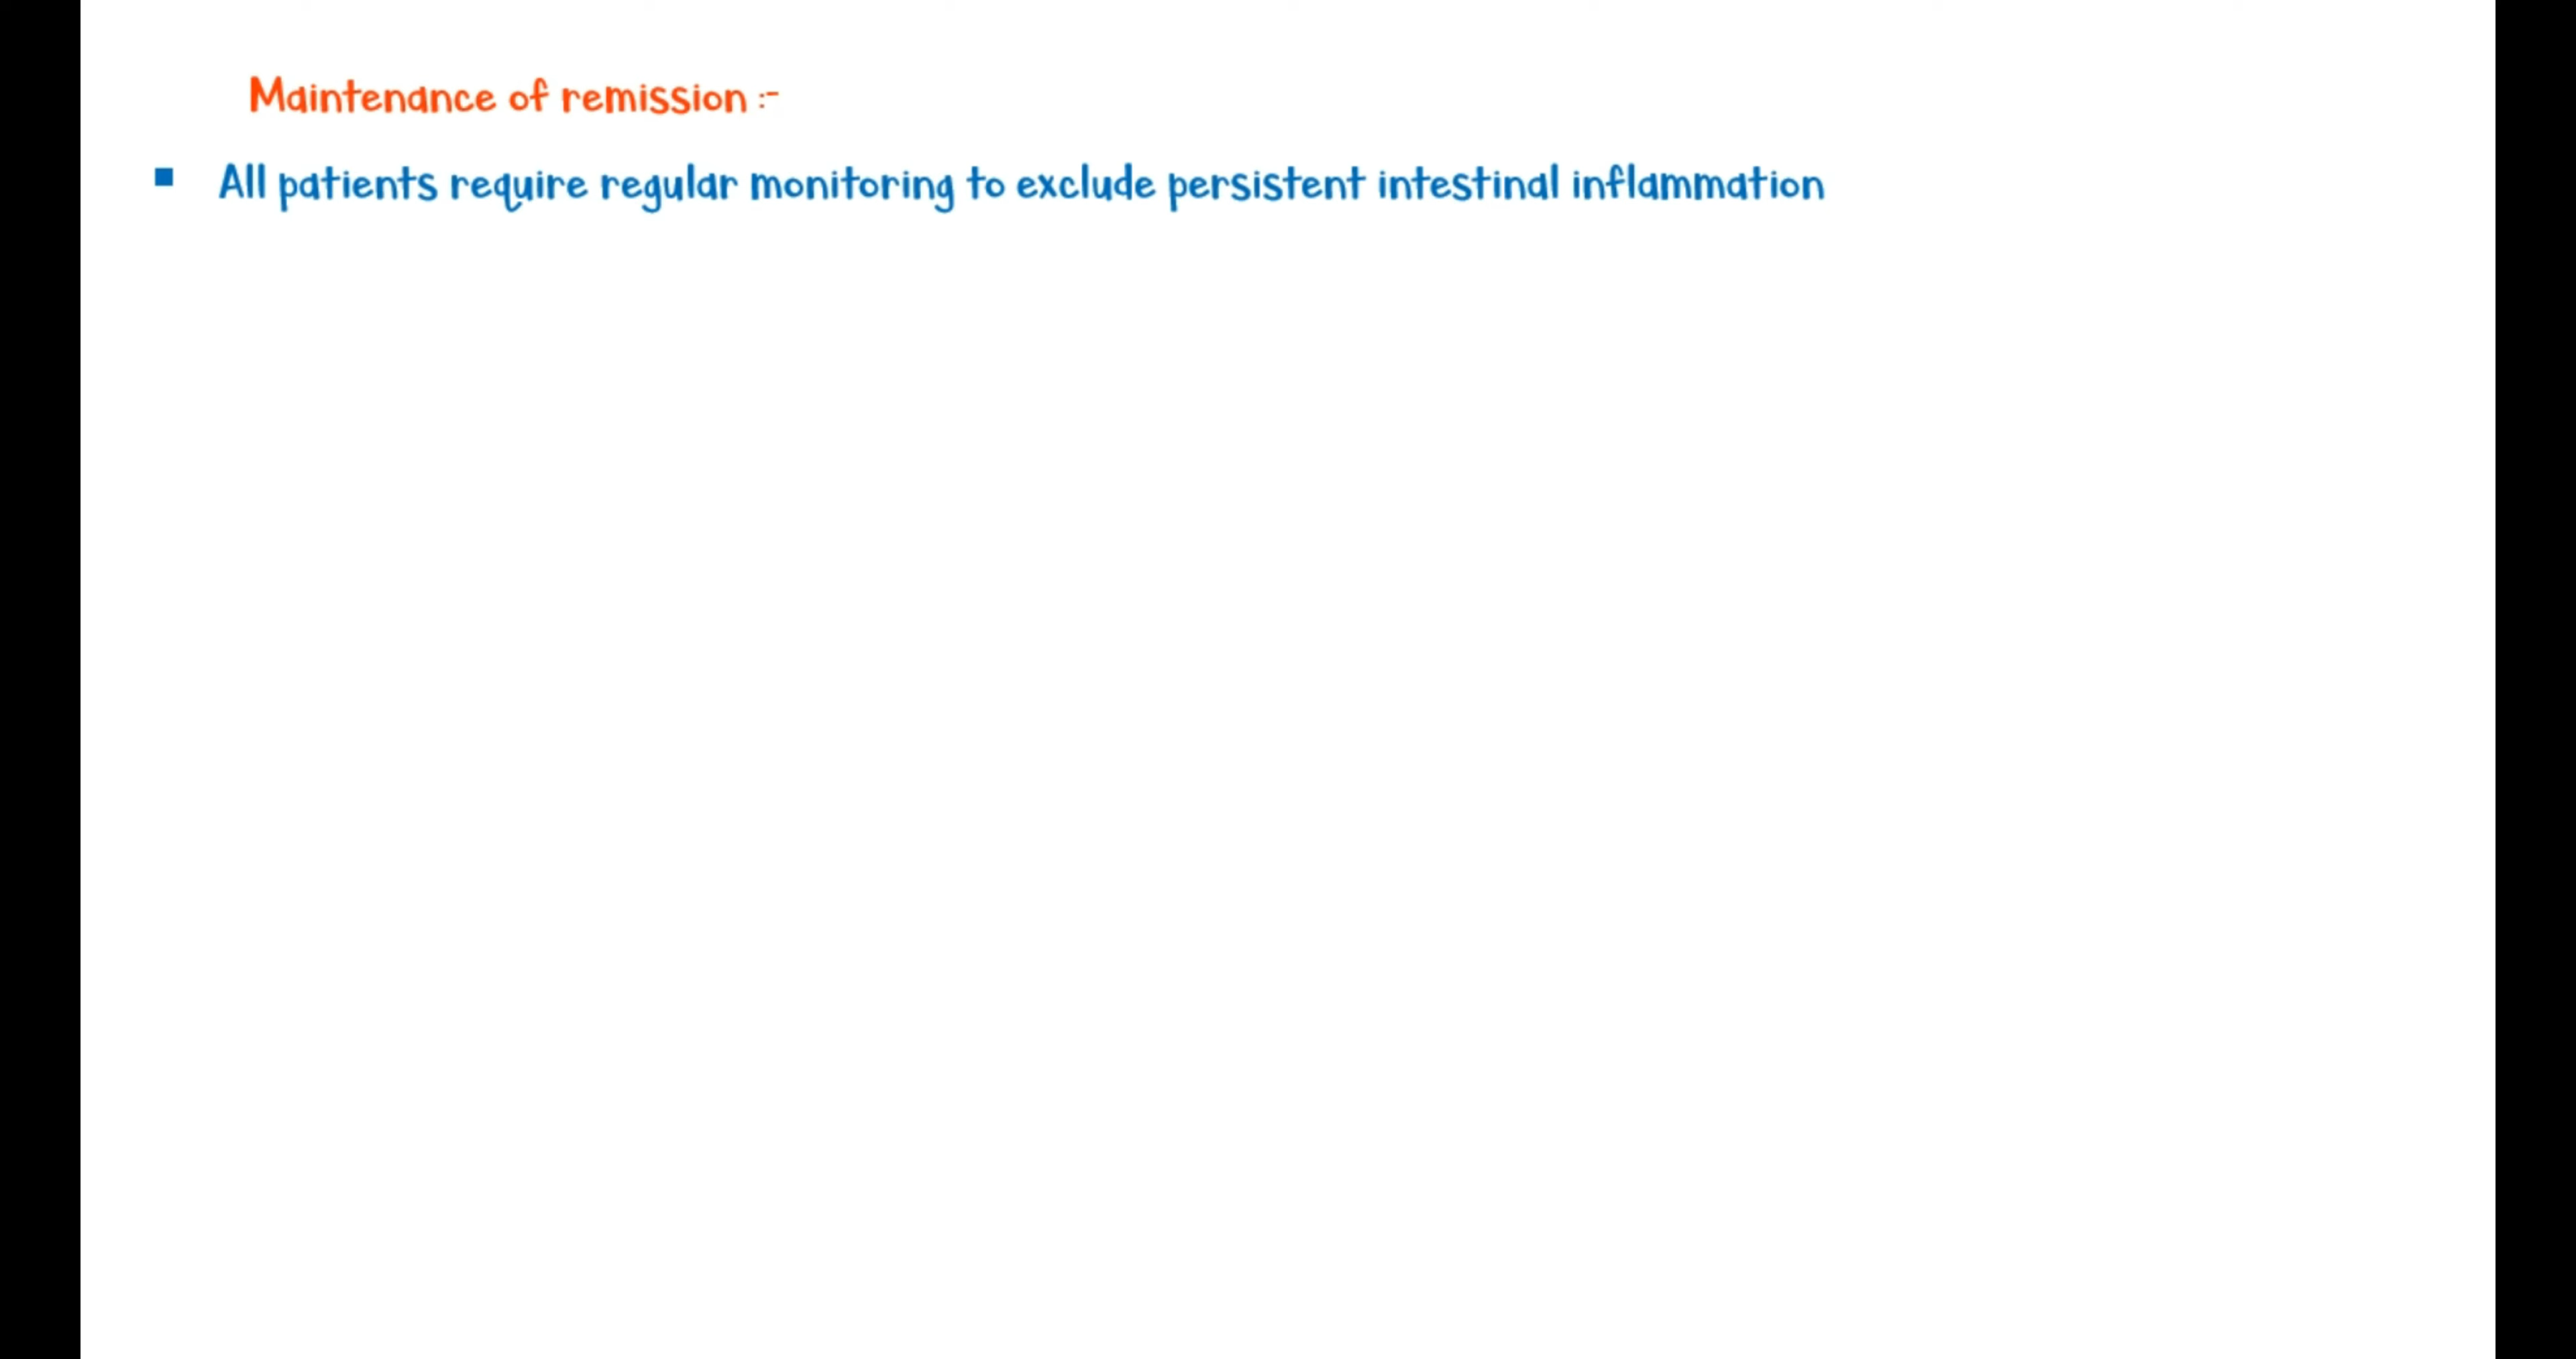 Maintenance of remission :-
▪ All patients require regular monitoring to exclude persistent intestinal inflammation